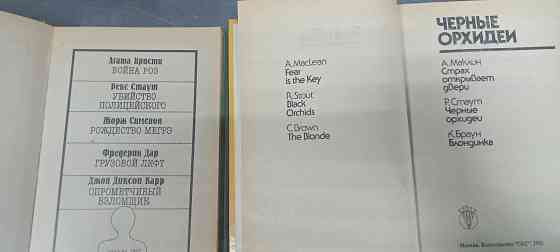 Агата Кристи
ВОЙНА РОЗ
Рекс Стаут
УБИЙСТВО
ПОЛИЦЕЙСКОГО
Жорж Сименон
РОЖДЕСТВО МЕГРЭ
Фредерик Дар
ГРУЗОВОЙ ЛИФТ
Джон Диксон Карр
ОПРОМЕТЧИВЫЙ
ВЗЛОМЩИК
A. MacLean
Fear
is the Key
R. Stout
Black
Orchids
C. Brown
The Blonde
ЧЕРНЫЕ
ОРХИДЕИ
А. Маклин
Страх
открывает
двери
Р. Стаут
Черные
орхидеи
К. Браун
Блондинка
Москва, Издательство